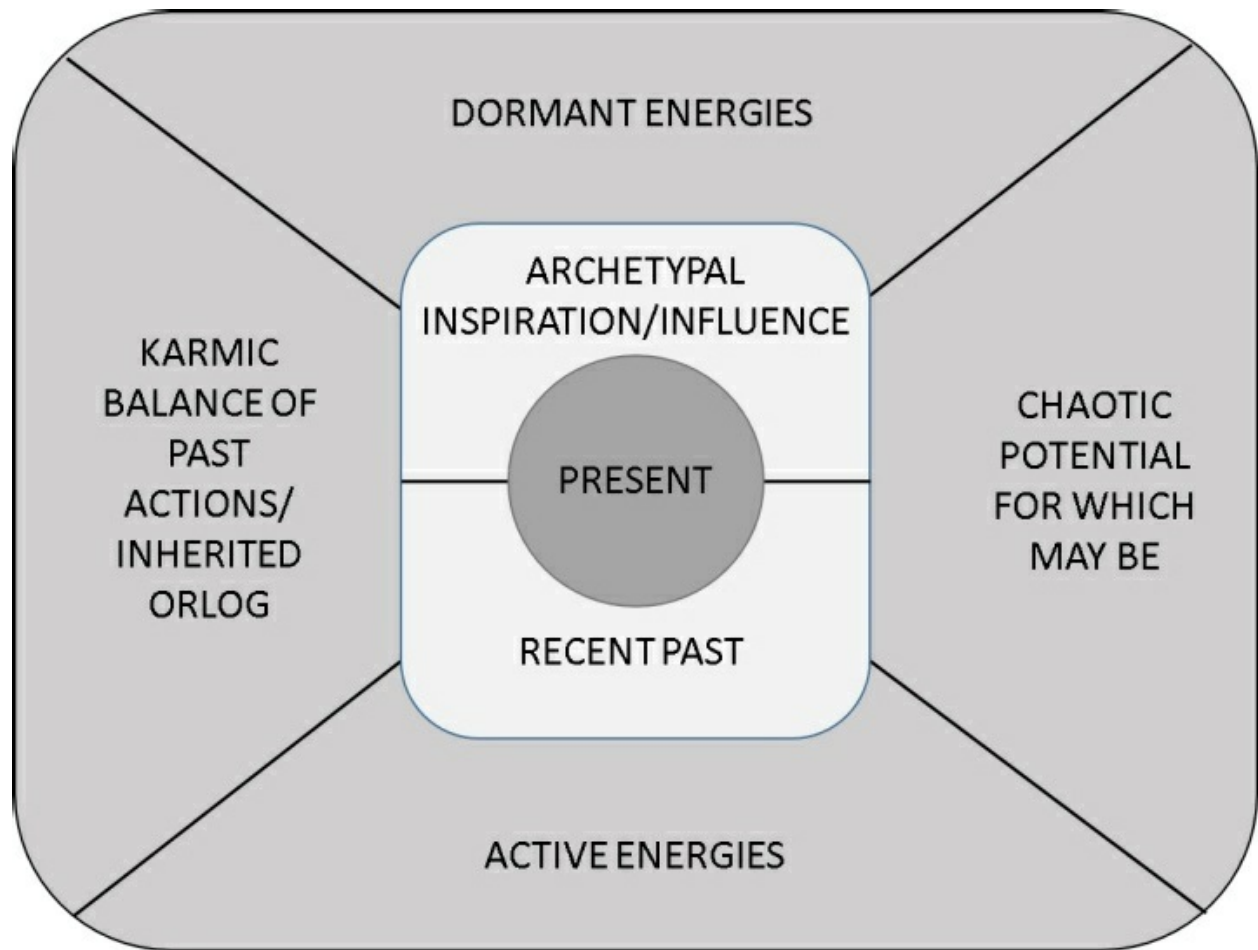 DORMANT ENERGIES
ARCHETYPAL
INSPIRATION/INFLUENCE
KARMIC
BALANCE OF
PAST
ACTIONS/
INHERITED
ORLOG
PRESENT
CHAOTIC
POTENTIAL
FOR WHICH
MAY BE
RECENT PAST
ACTIVE ENERGIES